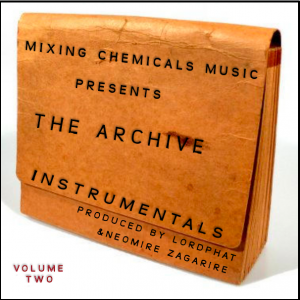 MIXING CHEMICALS MUSIC
PRESENTS
THE ARCHIVE
INSTRUMENTALS
PRODUCED BY LORDPHAT
&NEOMIRE ZAGARIRE
VOLUME
TWO